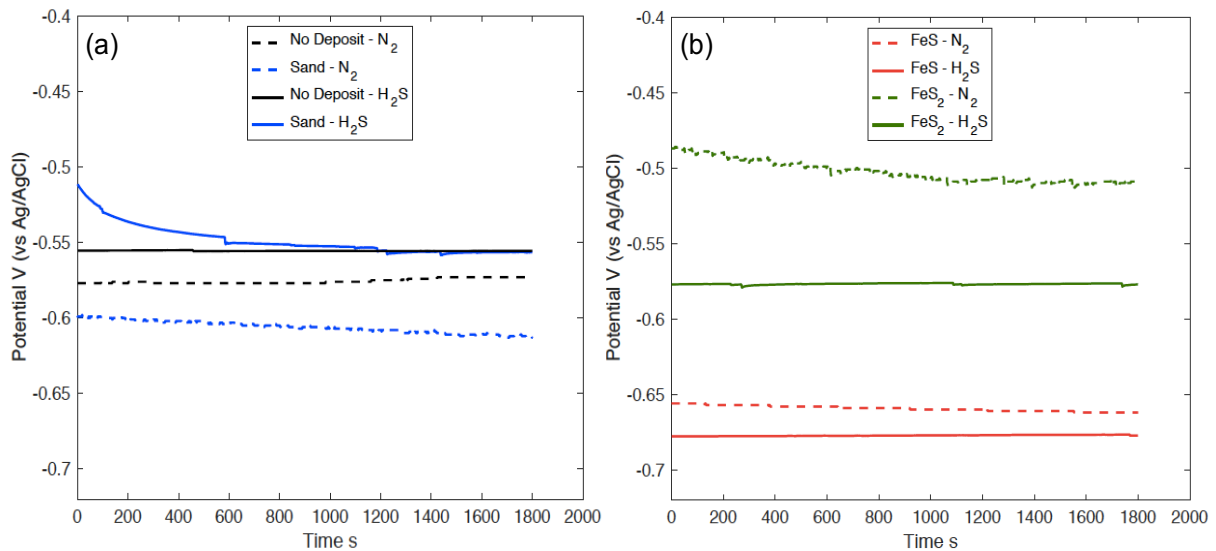 (a)
No Deposit - N2
Sand - N2
No Deposit - H2S
Sand - H2S
-0.4
-0.45
-0.5
-0.55
-0.6
-0.65
-0.7
Potential V (vs Ag/AgCl)
0 200 400 600 800 1000 1200 1400 1600 1800 2000
Time s
(b)
FeS - N2
FeS - H2S
FeS2 - N2
FeS2 - H2S
-0.4
-0.45
-0.5
-0.55
-0.6
-0.65
-0.7
Potential V (vs Ag/AgCl)
0 200 400 600 800 1000 1200 1400 1600 1800 2000
Time s